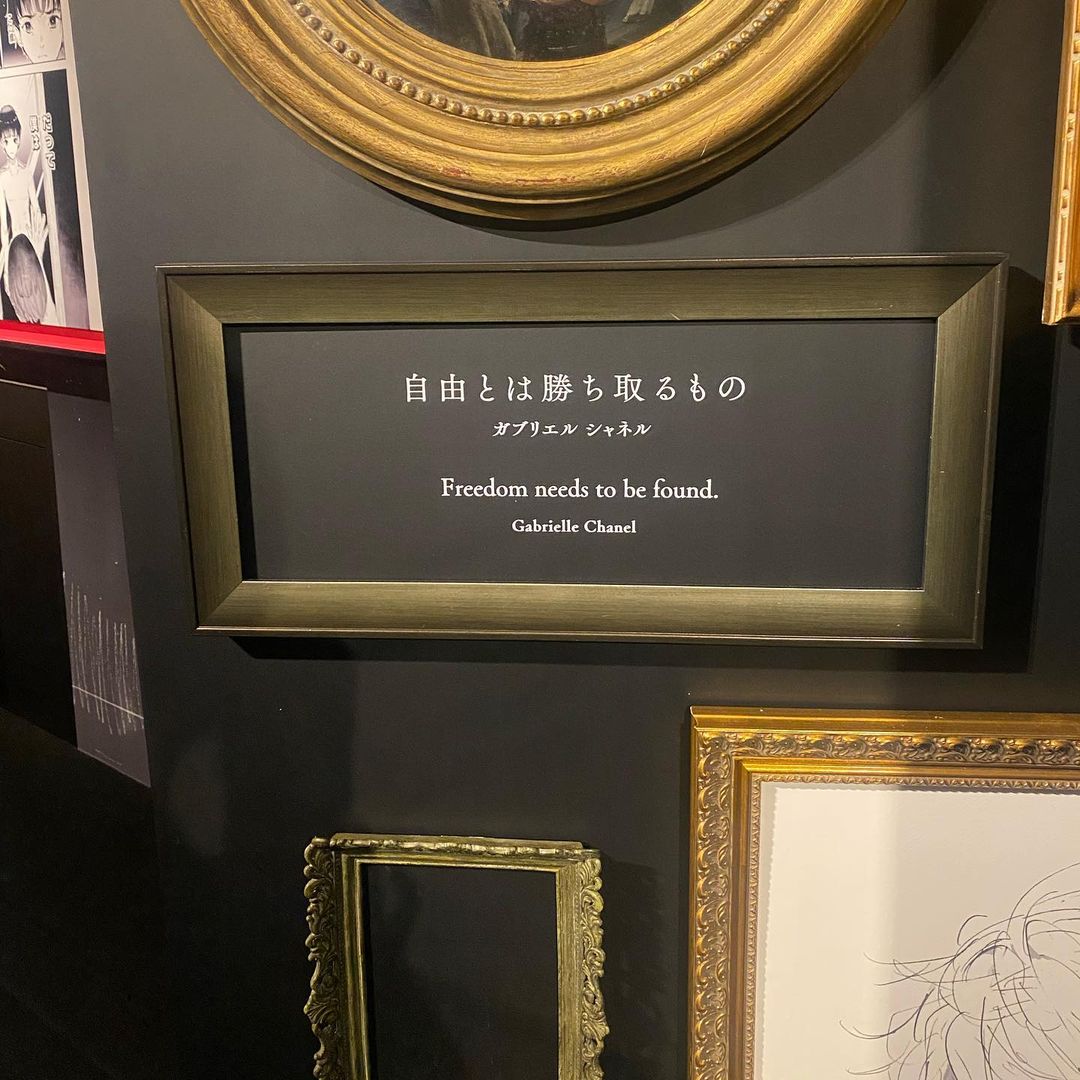 自由とは勝ち取るもの
ガブリエル シャネル
Freedom needs to be found.
Gabrielle Chanel